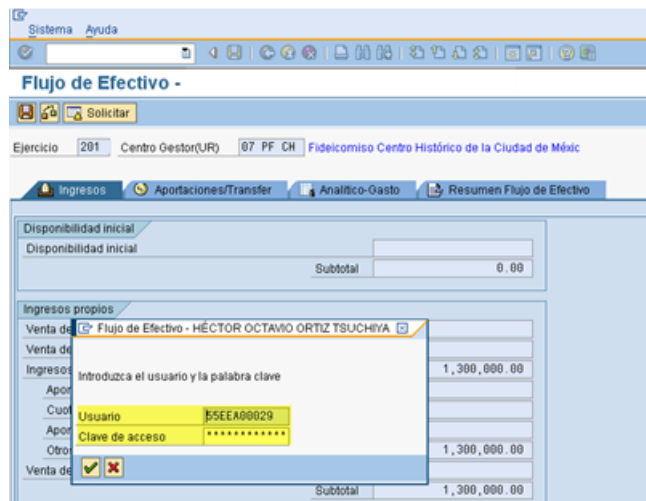 Sistema Ayuda
Flujo de Efectivo -
Solicitar
Ejercicio 201 Centro Gestor(UR) 07 PF CH Fideicomiso Centro Histórico de la Ciudad de Méxic
Ingresos Aportaciones/Transfer Analítico-Gasto Resumen Flujo de Efectivo
Disponibilidad inicial
Disponibilidad inicial
Subtotal 0.00
Ingresos propios
Venta de
Venta de
Ingresos 1,300,000.00
Apor
Cuot
Apor
Otro 1,300,000.00
Venta de
Subtotal 1,300,000.00
Flujo de Efectivo - HÉCTOR OCTAVIO ORTIZ TSUCHIYA
Introduzca el usuario y la palabra clave
Usuario 55EEA00029
Clave de acceso ************